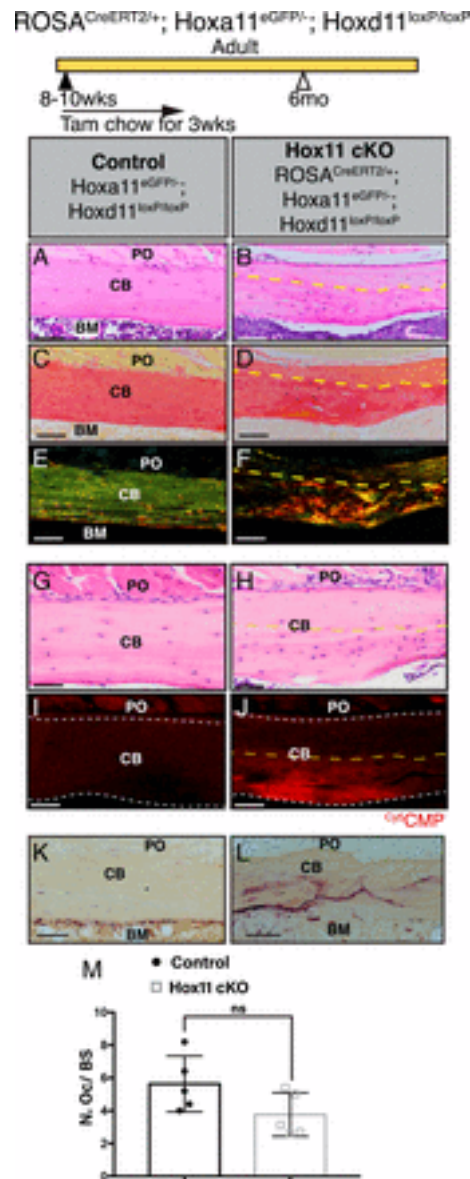 ROSACreERT2/+; Hoxa11eGFP/-; Hoxd11loxP/loxP
Adult
8-10wks
6mo
Tam chow for 3wks
Control
Hoxa11eGFP/-;
Hoxd11loxP/loxP
Hox11 cKO
ROSACreERT2/+;
Hoxa11eGFP/-;
Hoxd11loxP/loxP
A
PO
CB
BM
B
C
PO
CB
BM
D
E
PO
CB
BM
F
G
PO
CB
H
PO
CB
I
PO
CB
J
PO
CB
Cy5CMP
K
PO
CB
BM
L
PO
CB
BM
M
Control
Hox11 cKO
ns
N. Oc/ BS
10
8
6
4
2
0